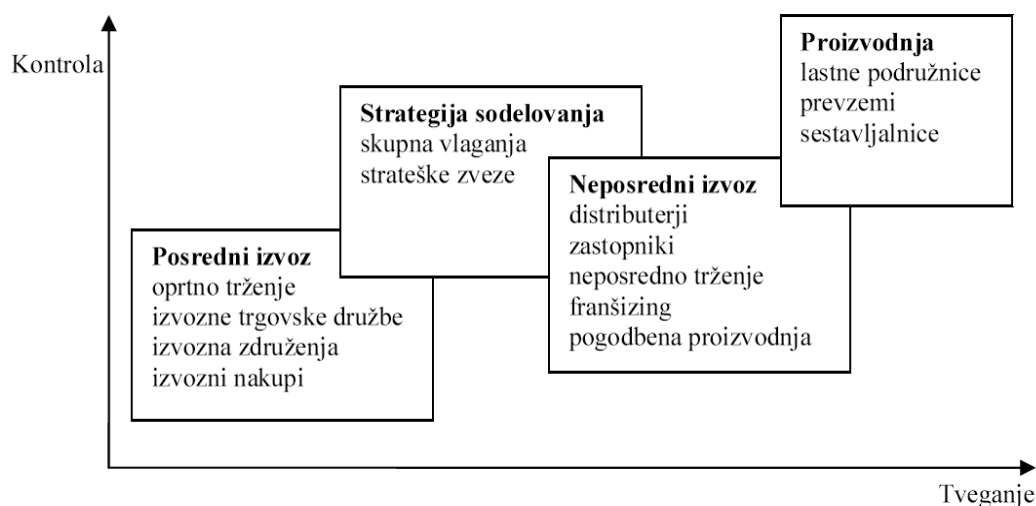 Kontrola
Proizvodnja
lastne podružnice
prevzemi
sestavljalnice
Strategija sodelovanja
skupna vlaganja
strateške zveze
Neposredni izvoz
distributerji
zastopniki
neposredno trženje
franšizing
pogodbena proizvodnja
Posredni izvoz
oprtno trženje
izvozne trgovske družbe
izvozna združenja
izvozni nakupi
Tveganje